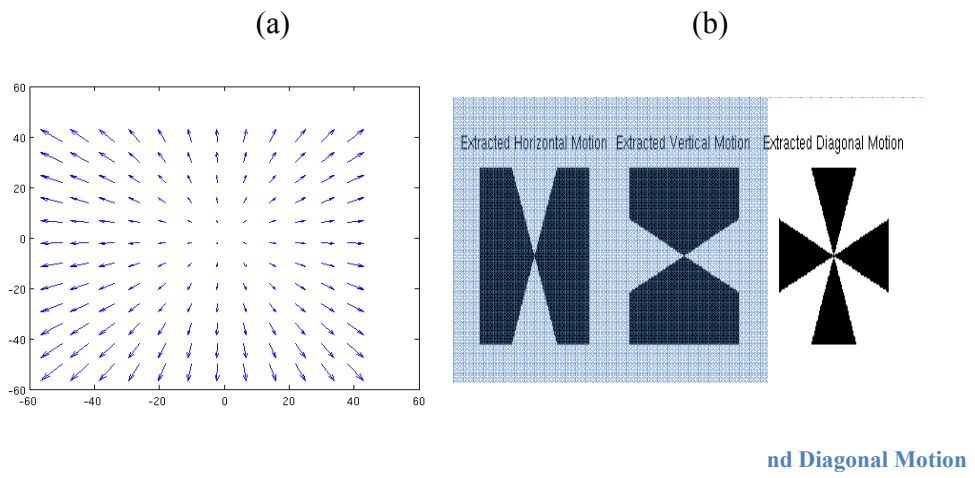 (a) (b)
60
40
20
0
-20
-40
-60
-60 -40 -20 0 20 40 60
Extracted Horizontal Motion Extracted Vertical Motion Extracted Diagonal Motion
nd Diagonal Motion